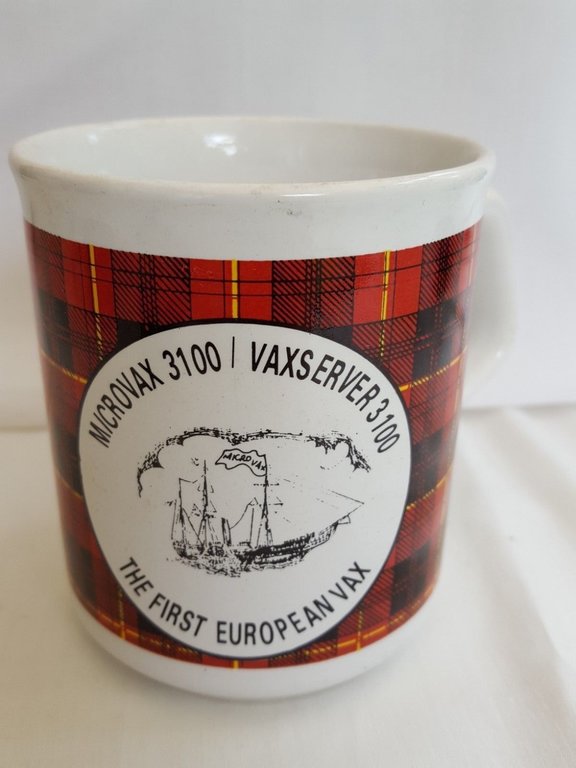 MICROVAX 3100 | VAXSERVER 3100
MICROVAX
THE FIRST EUROPEAN VAX